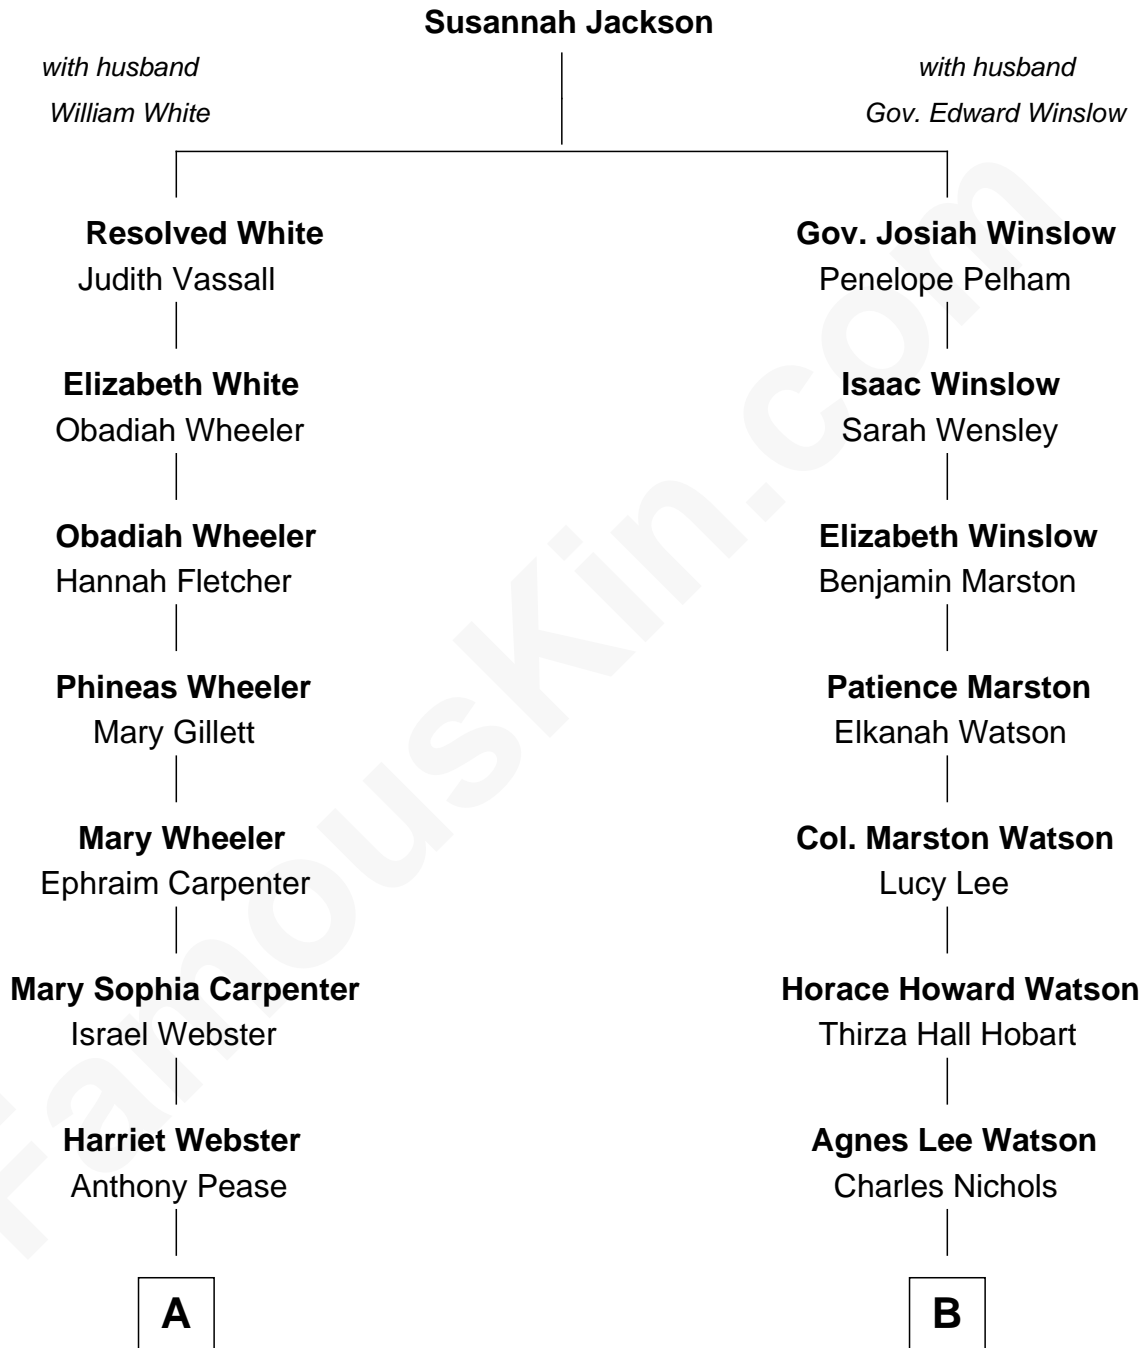 Susannah Jackson
with husband
William White
with husband
Gov. Edward Winslow
Resolved White
Judith Vassall
Gov. Josiah Winslow
Penelope Pelham
Elizabeth White
Obadiah Wheeler
Isaac Winslow
Sarah Wensley
Obadiah Wheeler
Hannah Fletcher
Elizabeth Winslow
Benjamin Marston
Phineas Wheeler
Mary Gillett
Patience Marston
Elkanah Watson
Mary Wheeler
Ephraim Carpenter
Col. Marston Watson
Lucy Lee
Mary Sophia Carpenter
Israel Webster
Horace Howard Watson
Thirza Hall Hobart
Harriet Webster
Anthony Pease
Agnes Lee Watson
Charles Nichols
A
B
FamousKin.com